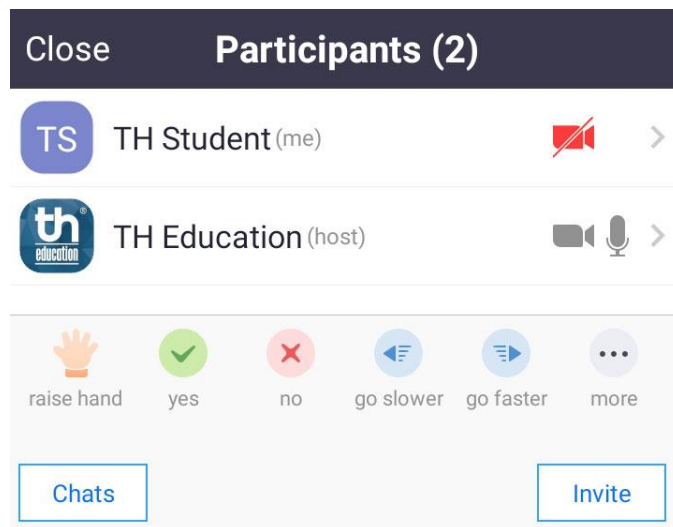 Close Participants (2)
TS TH Student (me)
th® education TH Education (host)
raise hand yes no go slower go faster more
Chats Invite